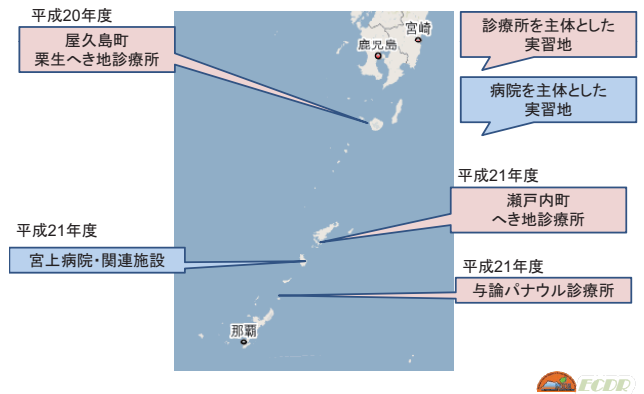 平成20年度
屋久島町
栗生へき地診療所
宮崎
鹿児島
診療所を主体とした
実習地
病院を主体とした
実習地
平成21年度
瀬戸内町
へき地診療所
平成21年度
宮上病院・関連施設
平成21年度
与論パナウル診療所
那覇
ECDR